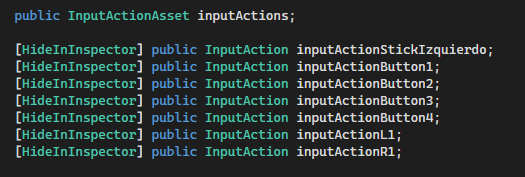 public InputActionAsset inputActions;
[HideInInspector] public InputAction inputActionStickIzquierdo;
[HideInInspector] public InputAction inputActionButton1;
[HideInInspector] public InputAction inputActionButton2;
[HideInInspector] public InputAction inputActionButton3;
[HideInInspector] public InputAction inputActionButton4;
[HideInInspector] public InputAction inputActionL1;
[HideInInspector] public InputAction inputActionR1;